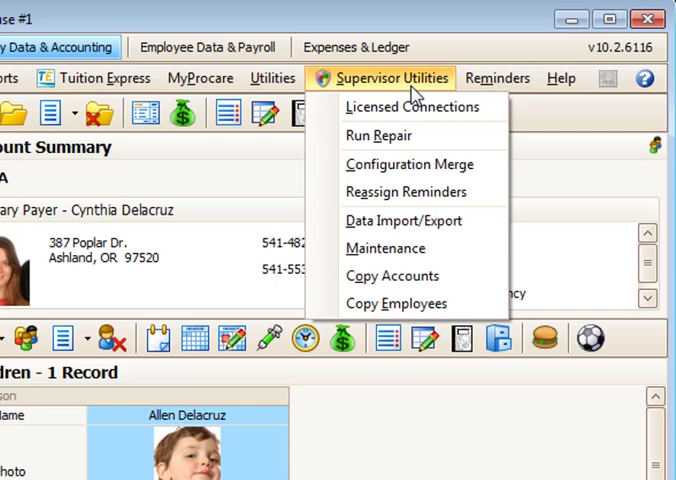 use #1
y Data & Accounting Employee Data & Payroll Expenses & Ledger v10.2.6116
orts TE Tuition Express MyProcare Utilities Supervisor Utilities Reminders Help ?
Licensed Connections
Run Repair
Configuration Merge
Reassign Reminders
Data Import/Export
Maintenance
Copy Accounts
Copy Employees
ount Summary
A
ary Payer - Cynthia Delacruz
387 Poplar Dr. 541-482
Ashland, OR 97520 541-553
ncy
dren - 1 Record
son
ame Allen Delacruz
hoto